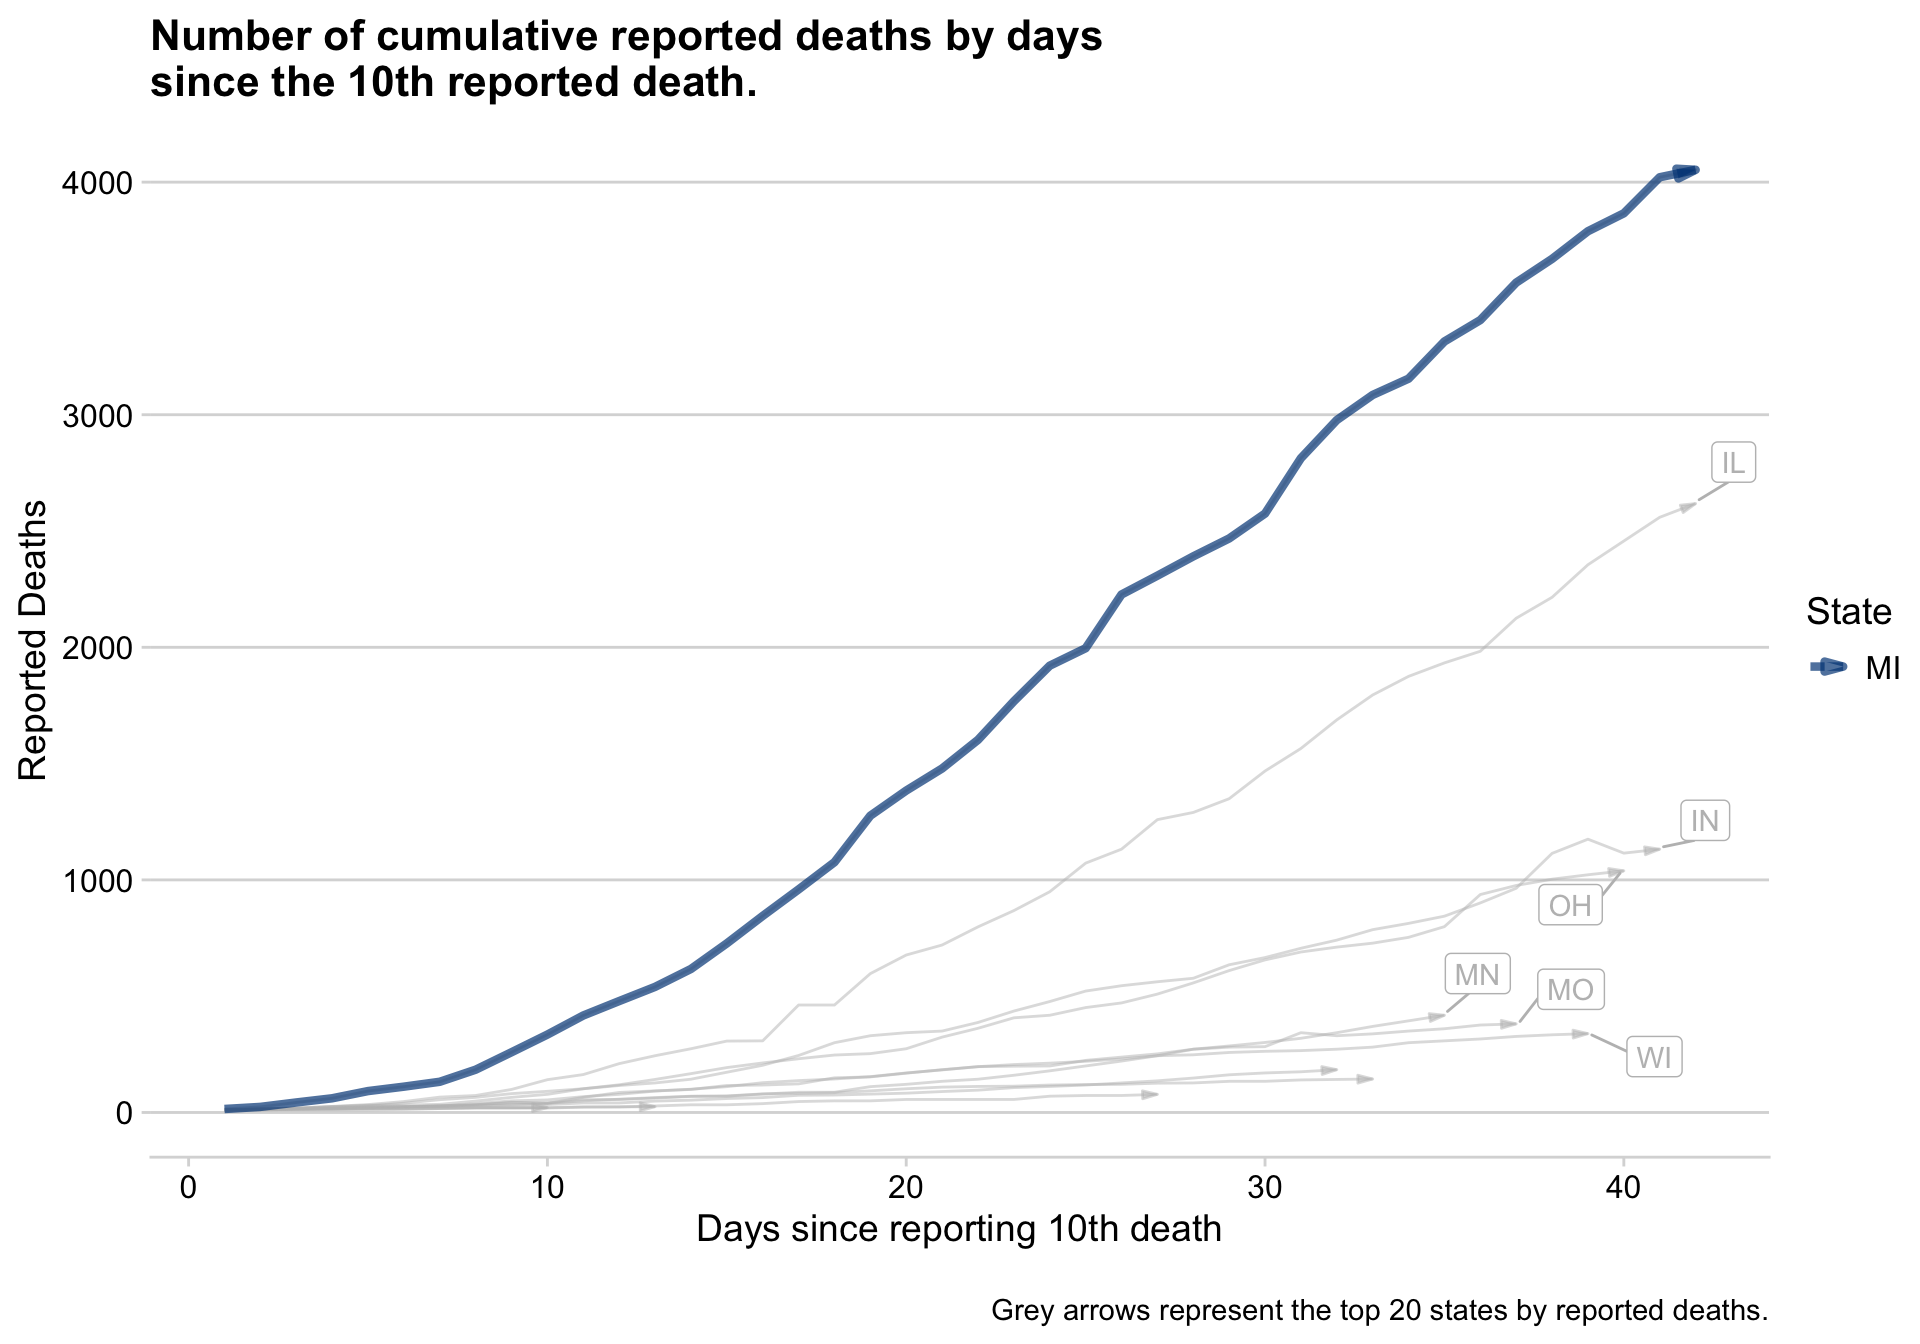 Number of cumulative reported deaths by days
since the 10th reported death.
4000
3000
2000
1000
0
Reported Deaths
IL
IN
OH
MN
MO
WI
State
MI
0
10
20
30
40
Days since reporting 10th death
Grey arrows represent the top 20 states by reported deaths.